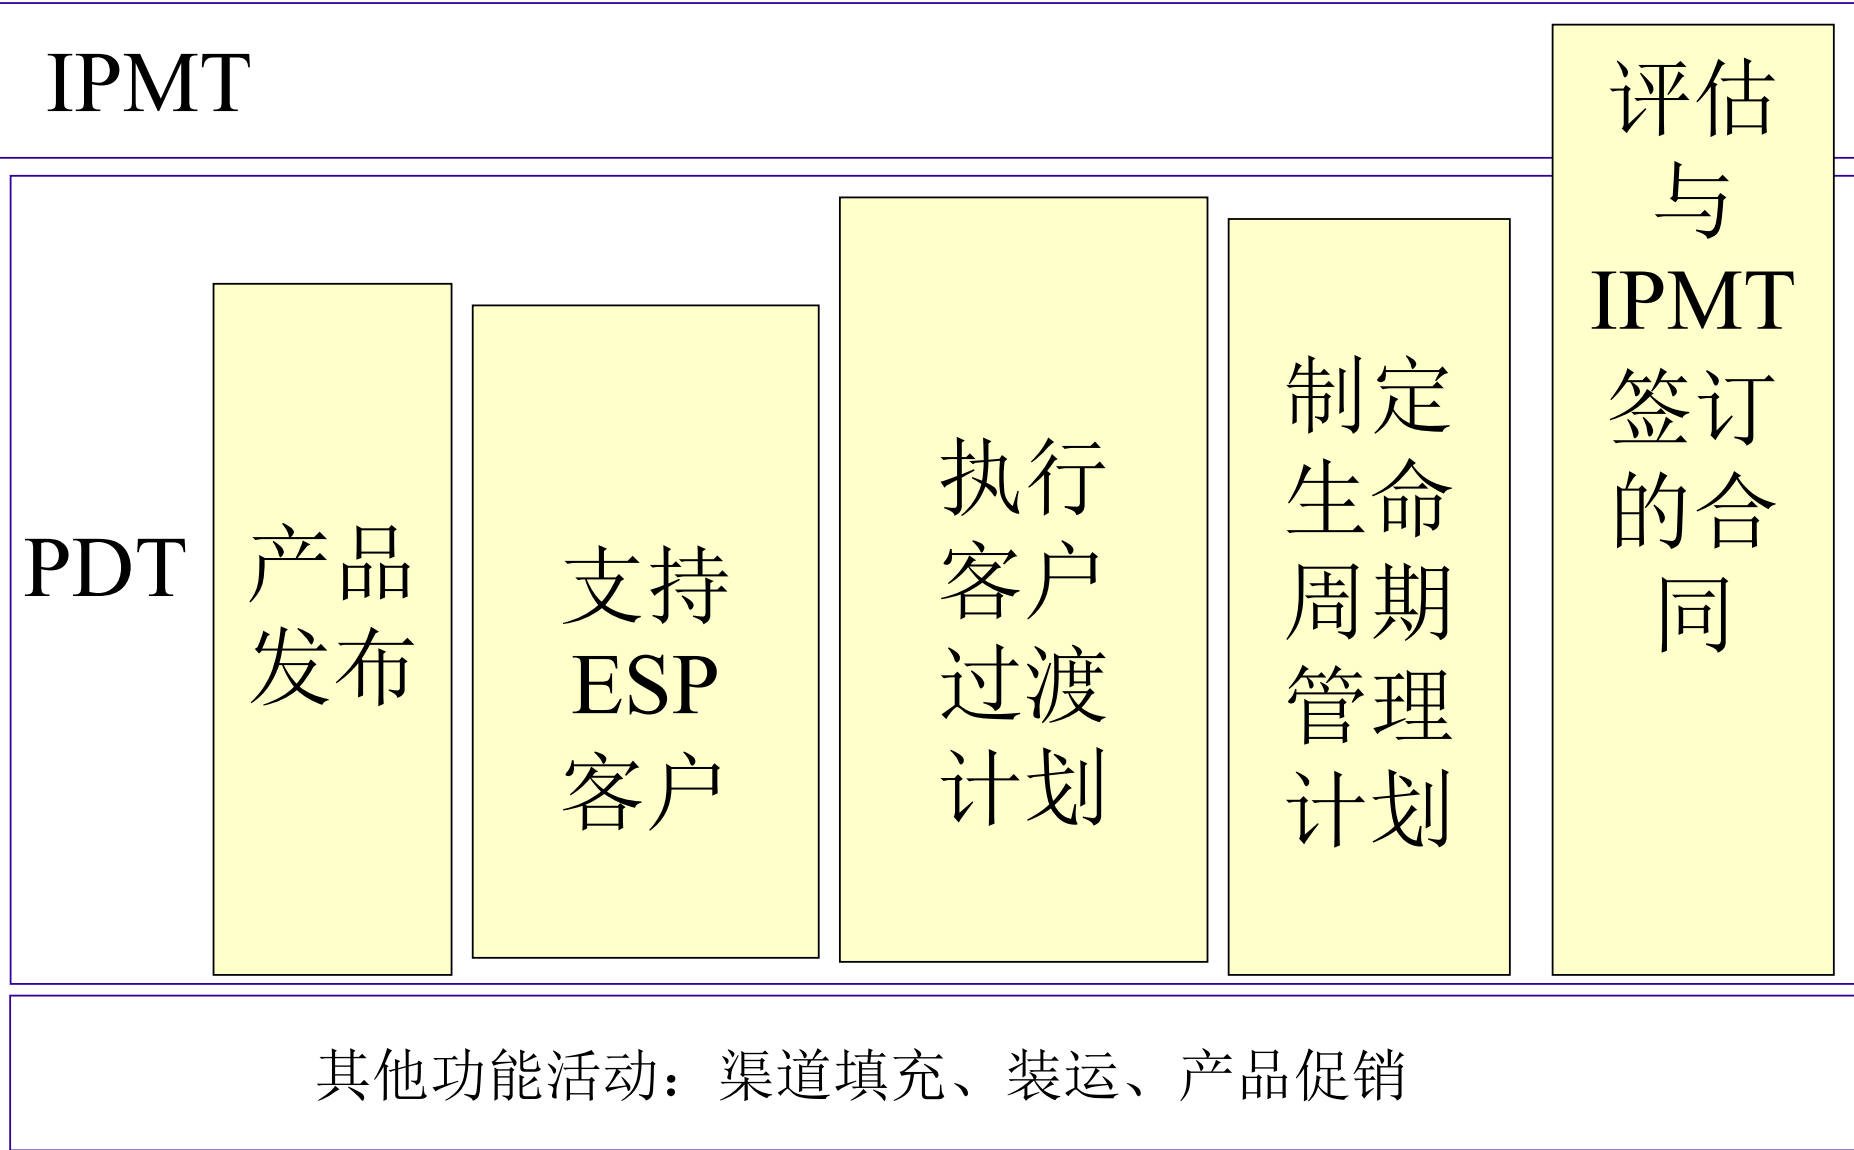 IPMT
PDT
产品
发布
支持
ESP
客户
执行
客户
过渡
计划
制定
生命
周期
管理
计划
评估
与
IPMT
签订
的合
同
其他功能活动：渠道填充、装运、产品促销